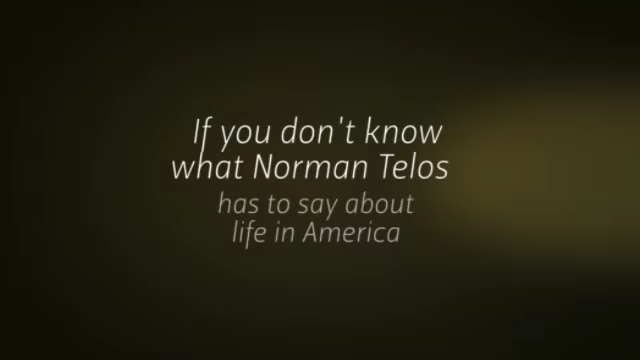 If you don't know
what Norman Telos
has to say about
life in America